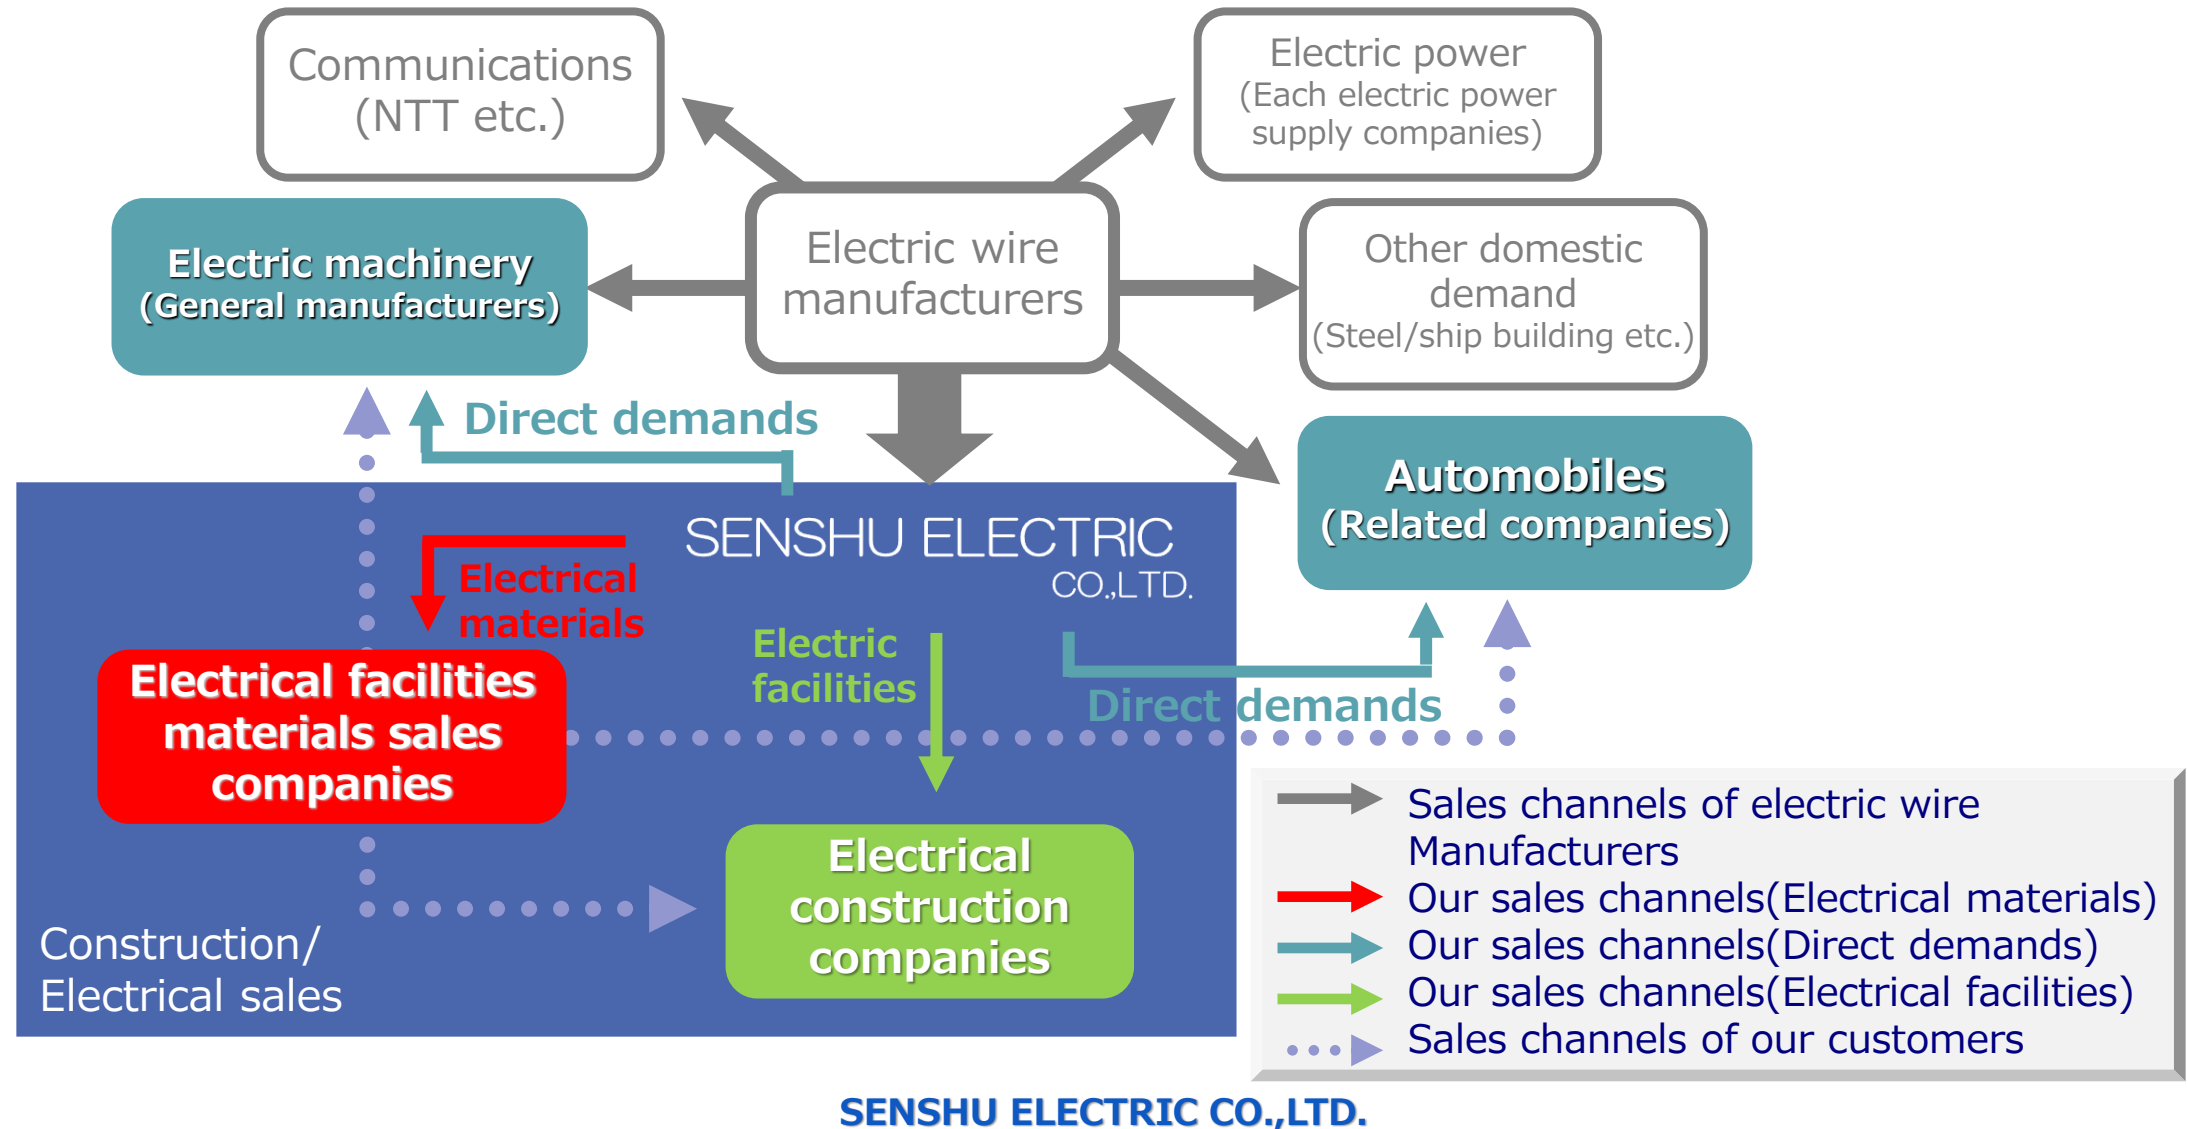 Communications
(NTT etc.)
Electric power
(Each electric power
supply companies)
Electric machinery
(General manufacturers)
Electric wire
manufacturers
Other domestic
demand
(Steel/ship building etc.)
Direct demands
Automobiles
(Related companies)
SENSHU ELECTRIC
CO.,LTD.
Electrical
materials
Electric
facilities
Electrical facilities
materials sales
companies
Direct demands
Electrical
construction
companies
Construction/
Electrical sales
Sales channels of electric wire
Manufacturers
Our sales channels(Electrical materials)
Our sales channels(Direct demands)
Our sales channels(Electrical facilities)
Sales channels of our customers
SENSHU ELECTRIC CO.,LTD.